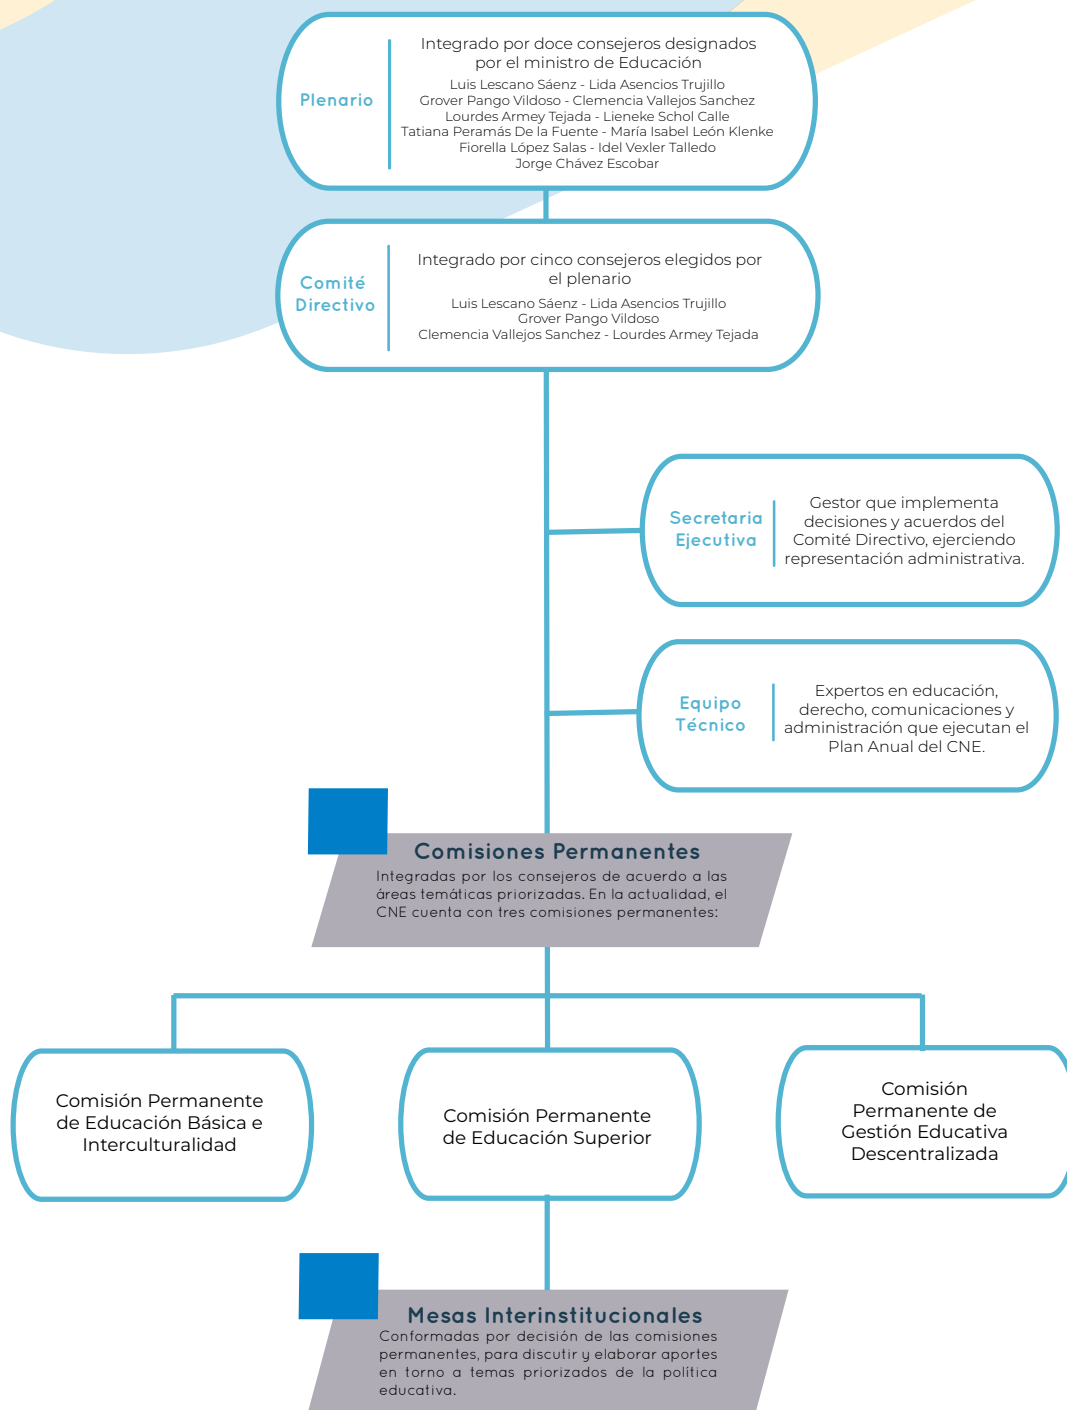 Plenario
Integrado por doce consejeros designados
por el ministro de Educación
Luis Lescano Sáenz - Lida Asencios Trujillo
Grover Pango Vildoso - Clemencia Vallejos Sanchez
Lourdes Armey Tejada - Lieneke Schol Calle
Tatiana Peramás De la Fuente - María Isabel León Klenke
Fiorella López Salas - Idel Vexler Talledo
Jorge Chávez Escobar
Comité
Directivo
Integrado por cinco consejeros elegidos por
el plenario
Luis Lescano Sáenz - Lida Asencios Trujillo
Grover Pango Vildoso
Clemencia Vallejos Sanchez - Lourdes Armey Tejada
Secretaria
Ejecutiva
Gestor que implementa
decisiones y acuerdos del
Comité Directivo, ejerciendo
representación administrativa.
Equipo
Técnico
Expertos en educación,
derecho, comunicaciones y
administración que ejecutan el
Plan Anual del CNE.
Comisiones Permanentes
Integradas por los consejeros de acuerdo a las
áreas temáticas priorizadas. En la actualidad, el
CNE cuenta con tres comisiones permanentes:
Comisión Permanente
de Educación Básica e
Interculturalidad
Comisión Permanente
de Educación Superior
Comisión
Permanente de
Gestión Educativa
Descentralizada
Mesas Interinstitucionales
Conformadas por decisión de las comisiones
permanentes, para discutir y elaborar aportes
en torno a temas priorizados de la política
educativa.